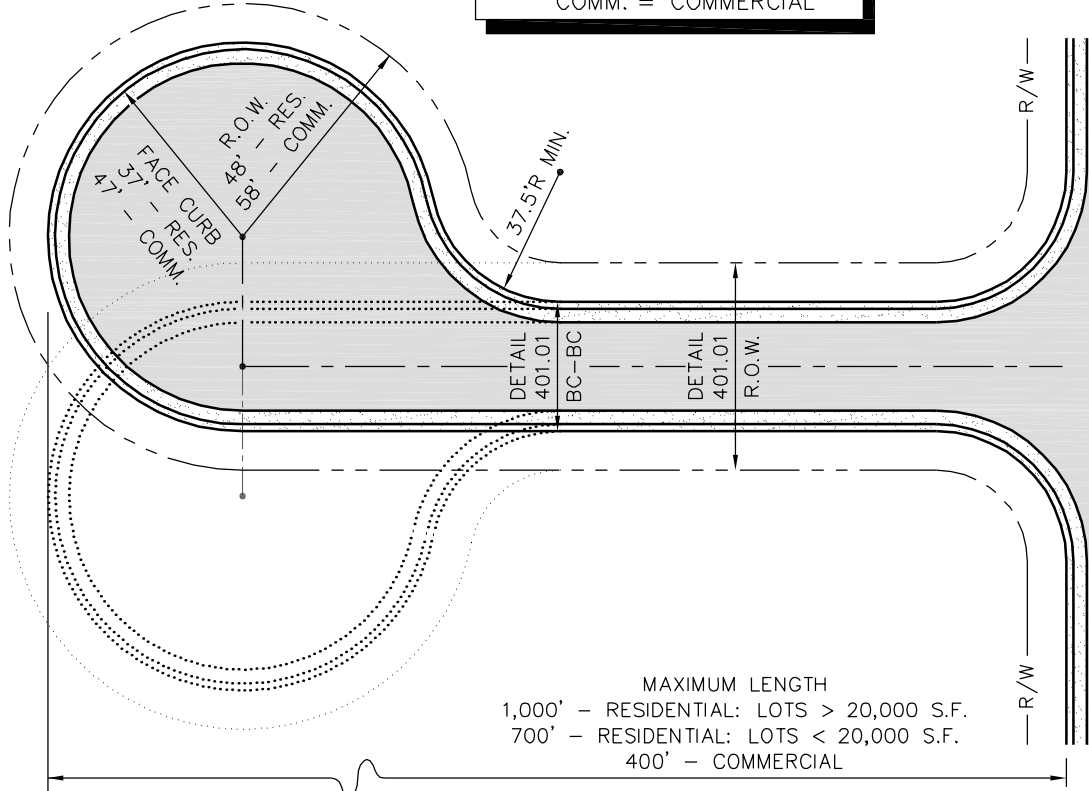 COMM. = COMMERCIAL
R/W
R.O.W.
48' - RES.
58' - COMM.
FACE CURB
37' - RES.
47' - COMM.
37.5'R MIN.
DETAIL
401.01
BC-BC
DETAIL
401.01
R.O.W.
R/W
MAXIMUM LENGTH
1,000' - RESIDENTIAL: LOTS > 20,000 S.F.
700' - RESIDENTIAL: LOTS < 20,000 S.F.
400' - COMMERCIAL